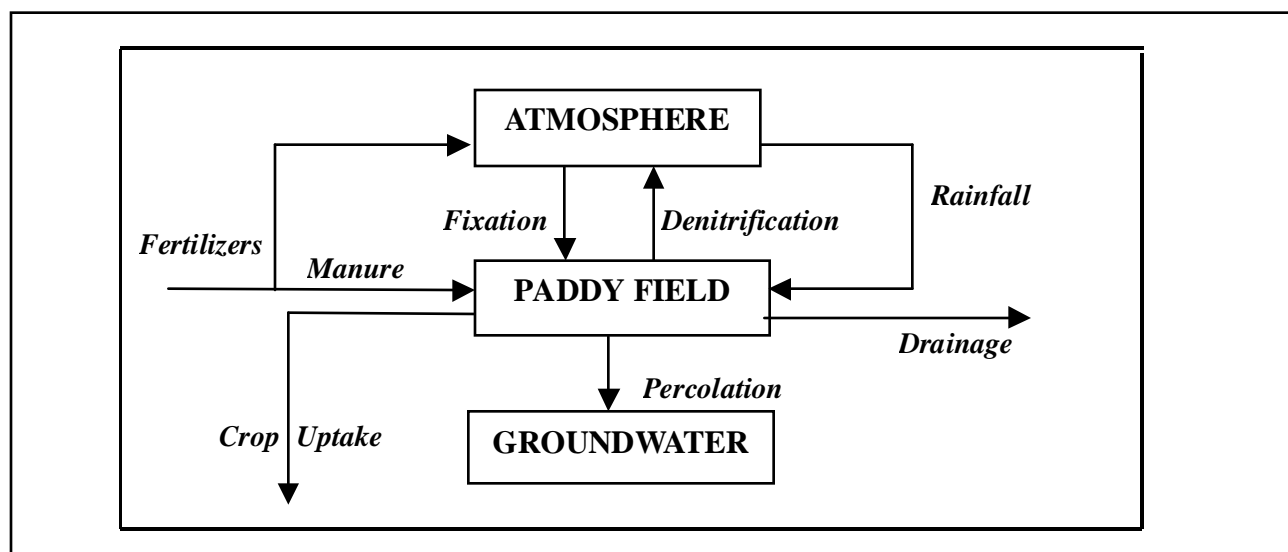 ATMOSPHERE
Rainfall
Fixation
Denitrification
Fertilizers
Manure
PADDY FIELD
Drainage
Percolation
Crop Uptake
GROUNDWATER